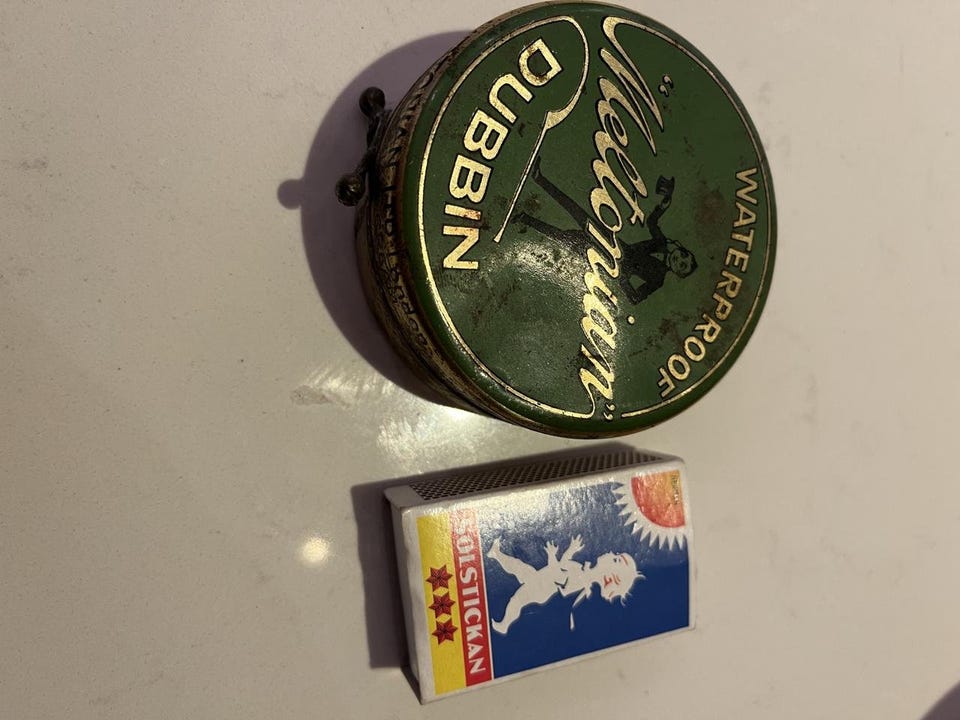 WATERPROOF
"Meltonian"
DUBBIN
SOLSTICKAN